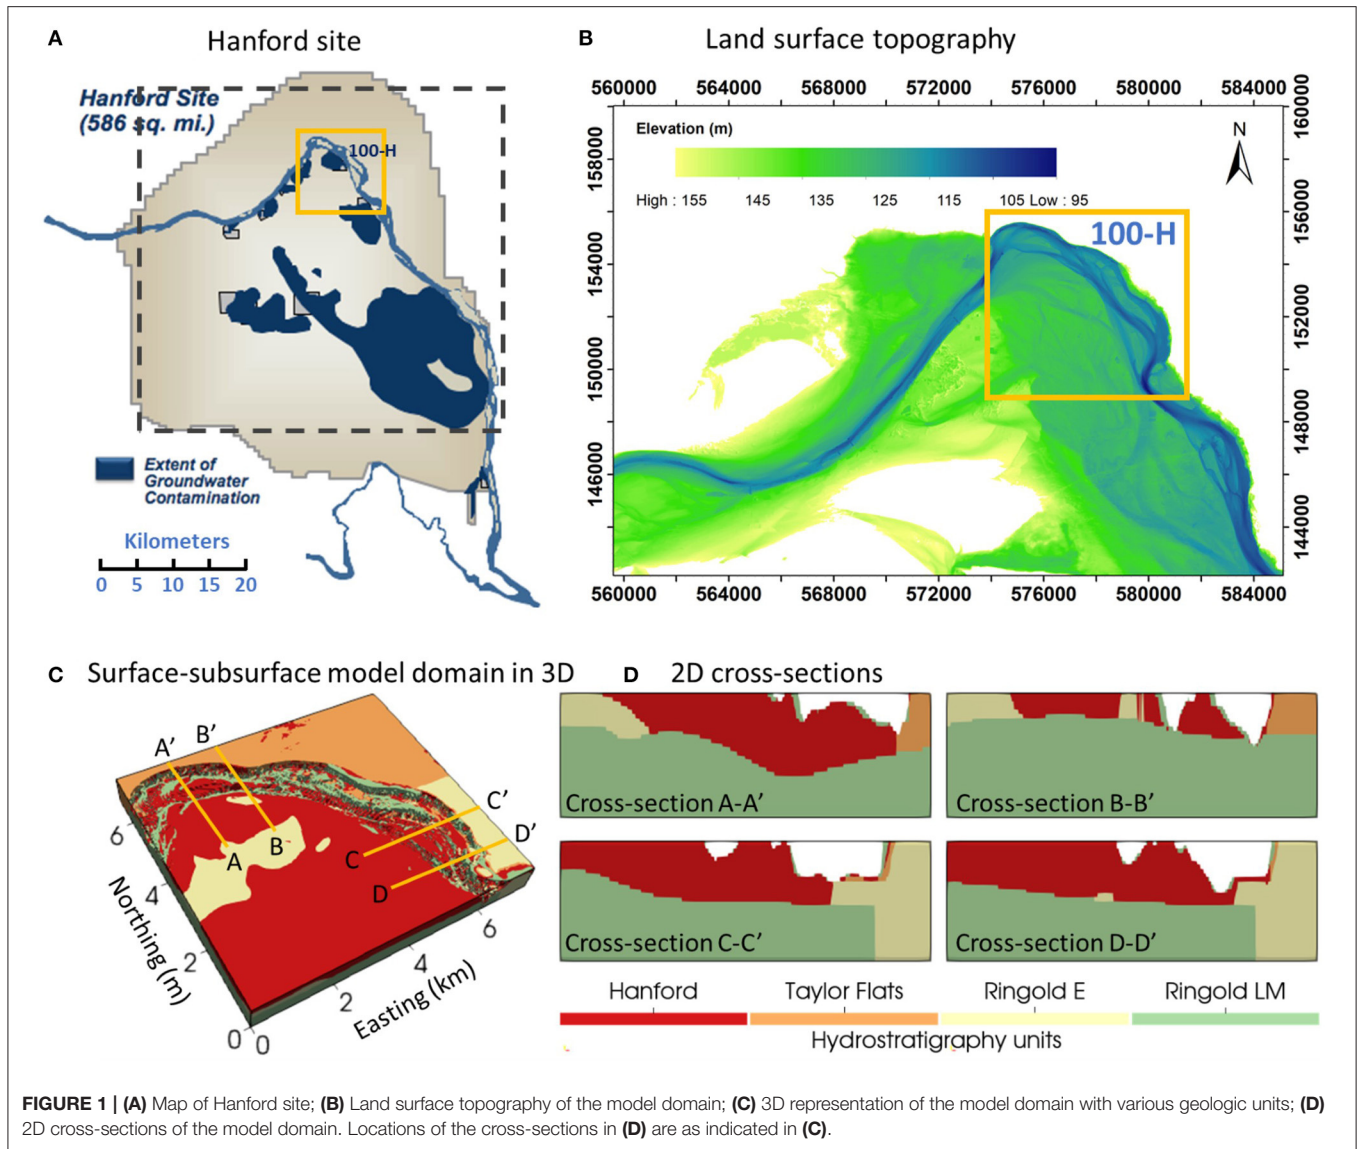 A
Hanford site
Hanford Site
(586 sq. mi.)
100-H
Extent of
Groundwater
Contamination
Kilometers
0 5 10 15 20
B
Land surface topography
560000 564000 568000 572000 576000 580000 584000
Elevation (m)
High : 155 145 135 125 115 105 Low : 95
N
100-H
158000
154000
150000
146000
160000
156000
152000
148000
144000
560000 564000 568000 572000 576000 580000 584000
C Surface-subsurface model domain in 3D
A’
B’
C’
D’
A
B
C
D
6
4
2
0
Northing (m)
0
2
4
6
Easting (km)
D 2D cross-sections
Cross-section A-A’
Cross-section B-B’
Cross-section C-C’
Cross-section D-D’
Hanford Taylor Flats Ringold E Ringold LM
Hydrostratigraphy units
FIGURE 1 | (A) Map of Hanford site; (B) Land surface topography of the model domain; (C) 3D representation of the model domain with various geologic units; (D)
2D cross-sections of the model domain. Locations of the cross-sections in (D) are as indicated in (C).